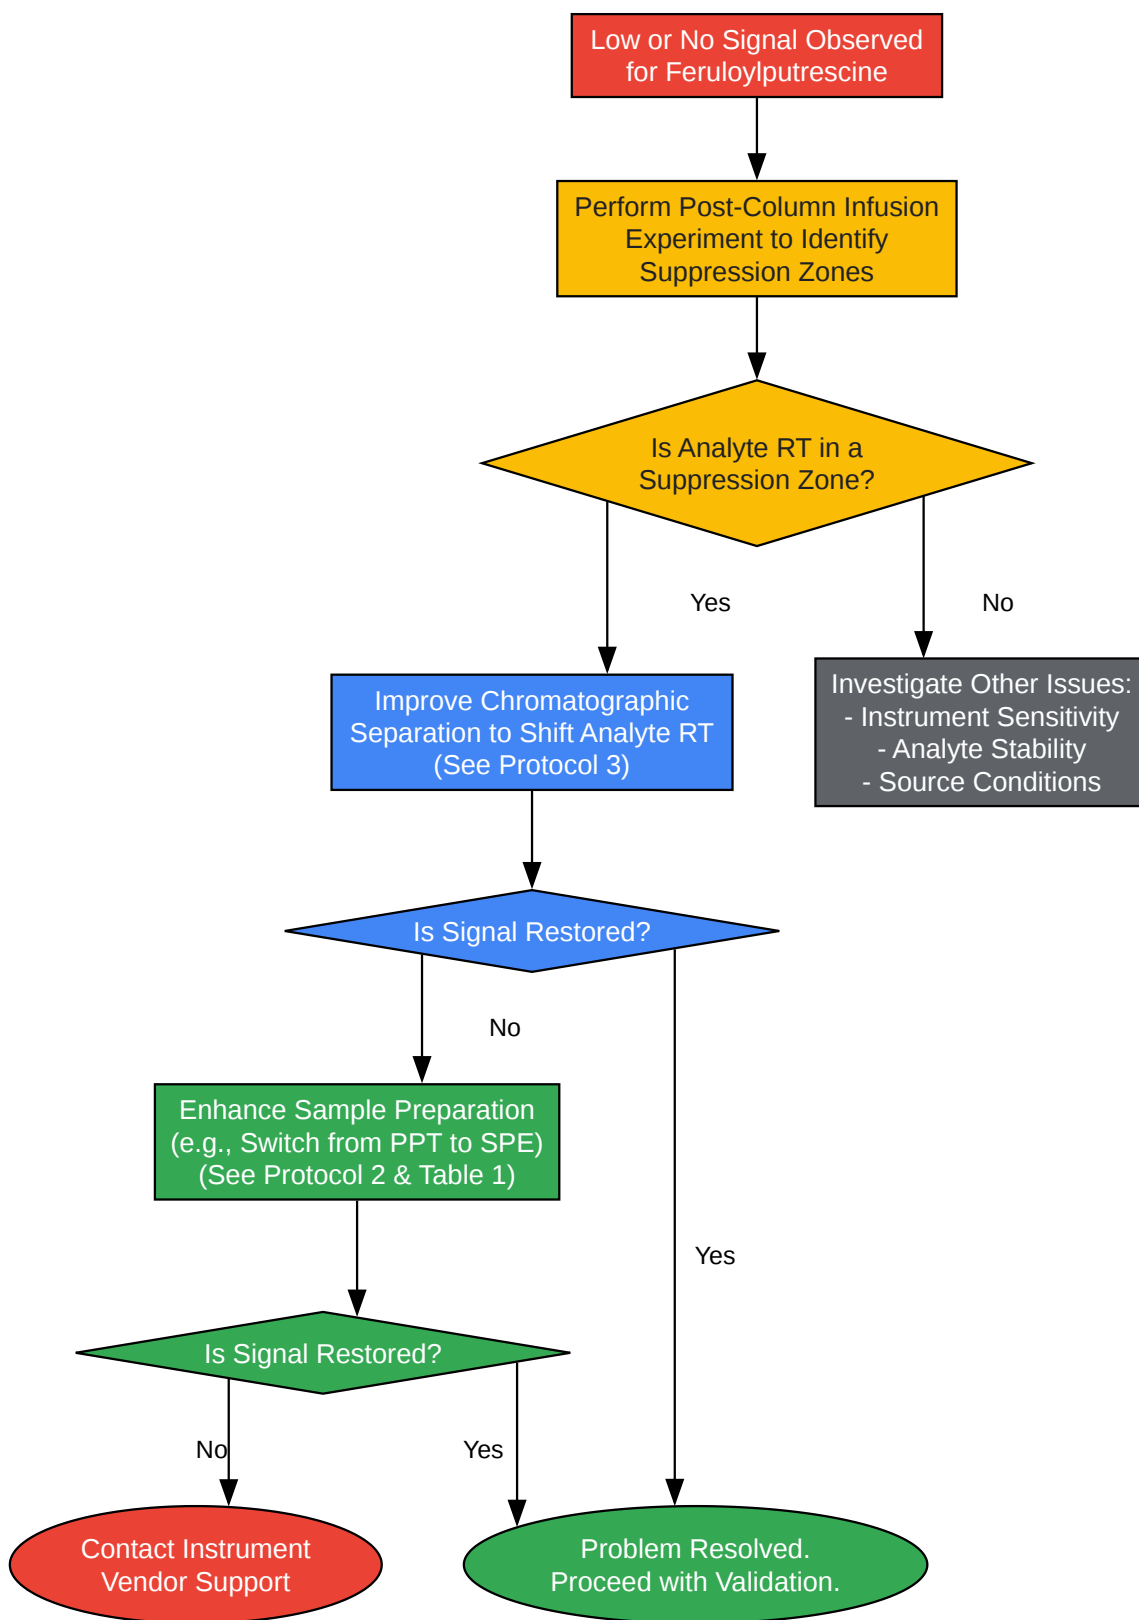 Low or No Signal Observed
for Feruloylputrescine
Perform Post-Column Infusion
Experiment to Identify
Suppression Zones
Is Analyte RT in a
Suppression Zone?
Yes
No
Improve Chromatographic
Separation to Shift Analyte RT
(See Protocol 3)
Investigate Other Issues:
- Instrument Sensitivity
- Analyte Stability
- Source Conditions
Is Signal Restored?
No
Enhance Sample Preparation
(e.g., Switch from PPT to SPE)
(See Protocol 2 & Table 1)
Yes
Is Signal Restored?
No
Yes
Contact Instrument
Vendor Support
Problem Resolved.
Proceed with Validation.